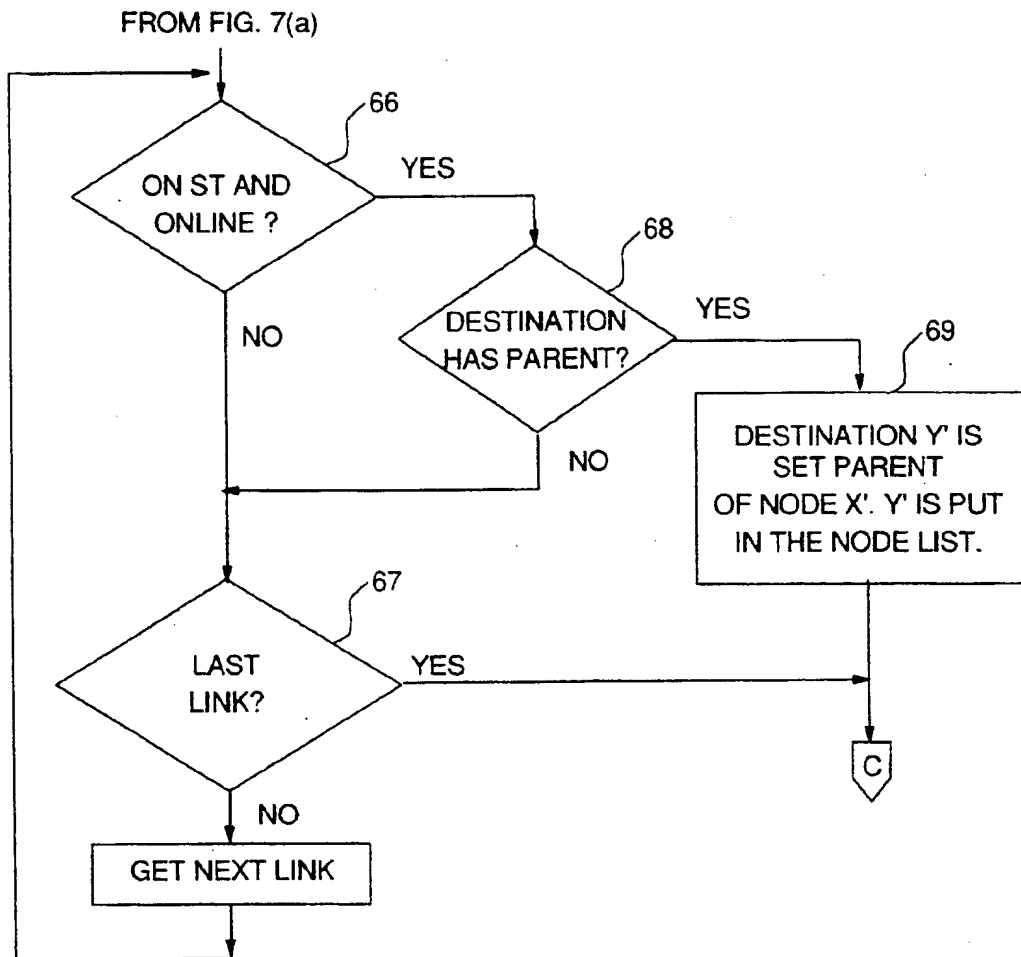 FROM FIG. 7(a)
66
YES
ON ST AND
ONLINE ?
68
NO
DESTINATION
HAS PARENT?
YES
69
NO
DESTINATION Y' IS
SET PARENT
OF NODE X'. Y' IS PUT
IN THE NODE LIST.
67
LAST
LINK?
YES
C
NO
GET NEXT LINK